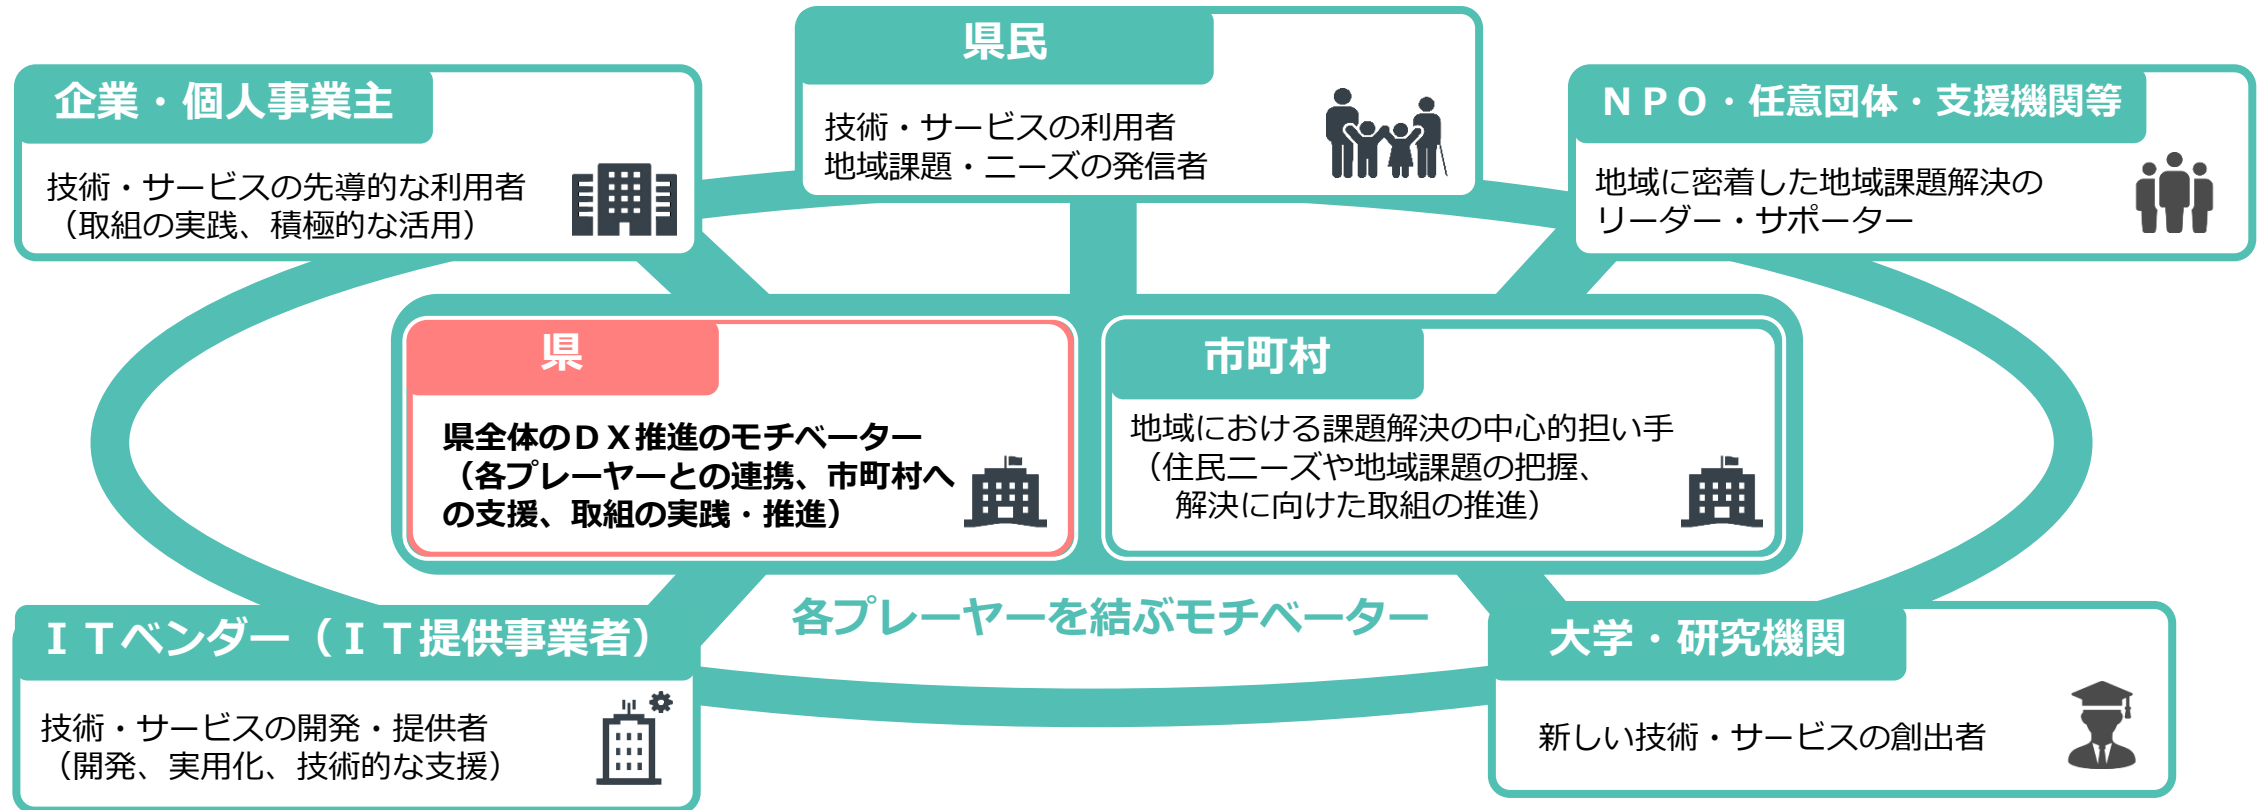 県民
技術・サービスの利用者
地域課題・ニーズの発信者
企業・個人事業主
技術・サービスの先導的な利用者
（取組の実践、積極的な活用）
ＮＰＯ・任意団体・支援機関等
地域に密着した地域課題解決の
リーダー・サポーター
県
県全体のＤＸ推進のモチベーター
（各プレーヤーとの連携、市町村へ
の支援、取組の実践・推進）
市町村
地域における課題解決の中心的担い手
（住民ニーズや地域課題の把握、
解決に向けた取組の推進）
各プレーヤーを結ぶモチベーター
ＩＴベンダー（ＩＴ提供事業者）
技術・サービスの開発・提供者
（開発、実用化、技術的な支援）
大学・研究機関
新しい技術・サービスの創出者